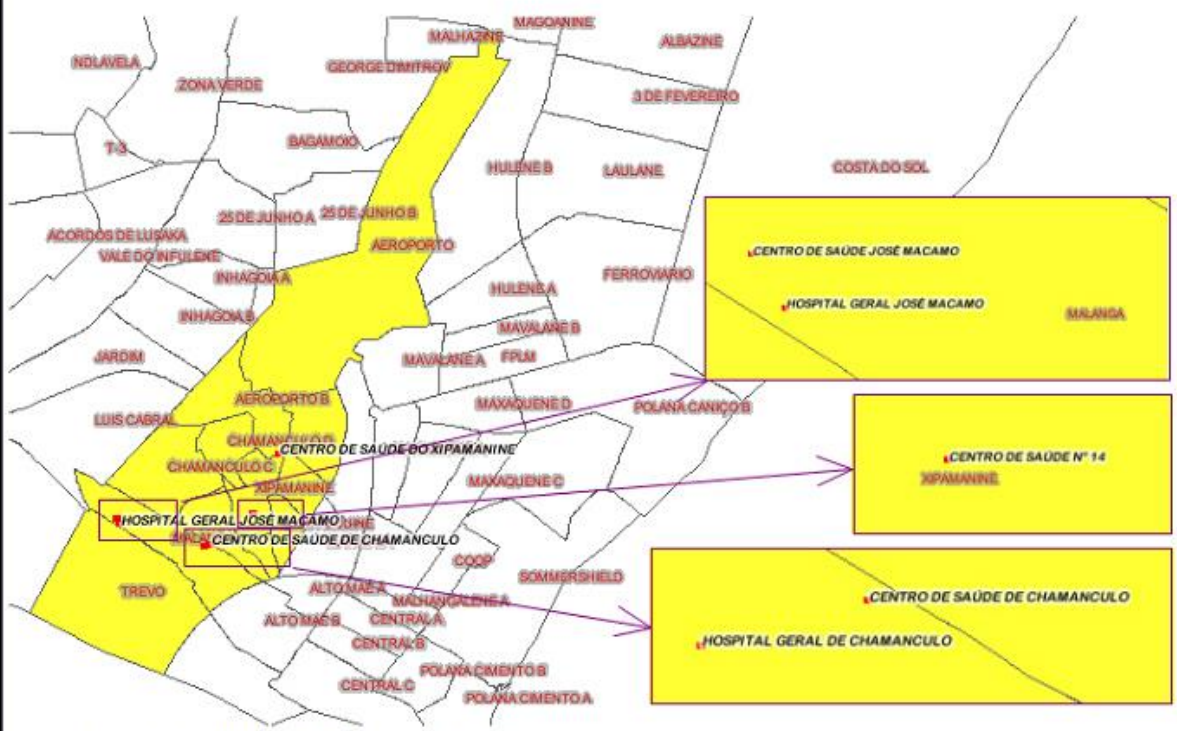 MAGOANINE
MALHAZINE
ALBAZINE
NDLAVELA
GEORGE DIMITROV
ZONA VERDE
3 DE FEVEREIRO
BAGAMOIO
T-3
HULENE B
LAULANE
COSTA DO SOL
25 DE JUNHO A
25 DE JUNHO B
ACORDOS DE LUSAKA
AEROPORTO
VALE DO INFULENE
INHAGOIA A
FERROVIARIO
HULENE A
INHAGOIA B
MAVALANE B
JARDIM
MAVALANE A
FPLM
AEROPORTO B
MAXAQUENE D
POLANA CANIÇO B
LUIS CABRAL
CHAMANCULO D
CENTRO DE SAÚDE DO XIPAMANINE
CHAMANCULO C
XIPAMANINE
MAXAQUENE C
HOSPITAL GERAL JOSÉ MACAMO
CENTRO DE SAÚDE DE CHAMANCULO
COOP
SOMMERSHIELD
TREVO
ALTO MAE A
MALHANGALENE A
ALTO MAE B
CENTRAL A
CENTRAL B
POLANA CIMENTO B
CENTRAL C
POLANA CIMENTO A
CENTRO DE SAÚDE JOSÉ MACAMO
HOSPITAL GERAL JOSÉ MACAMO
MALANGA
CENTRO DE SAÚDE Nº 14
XIPAMANINE
CENTRO DE SAÚDE DE CHAMANCULO
HOSPITAL GERAL DE CHAMANCULO